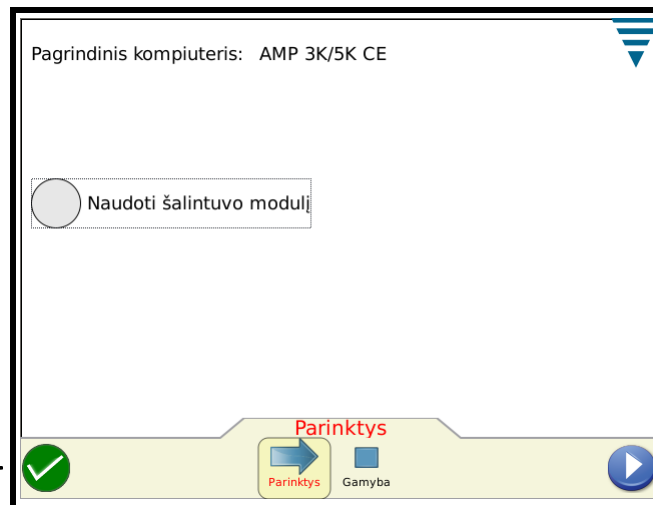 Pagrindinis kompiuteris: AMP 3K/5K CE
Naudoti šalintuvo modulį
Parinktys
Parinktys Gamyba